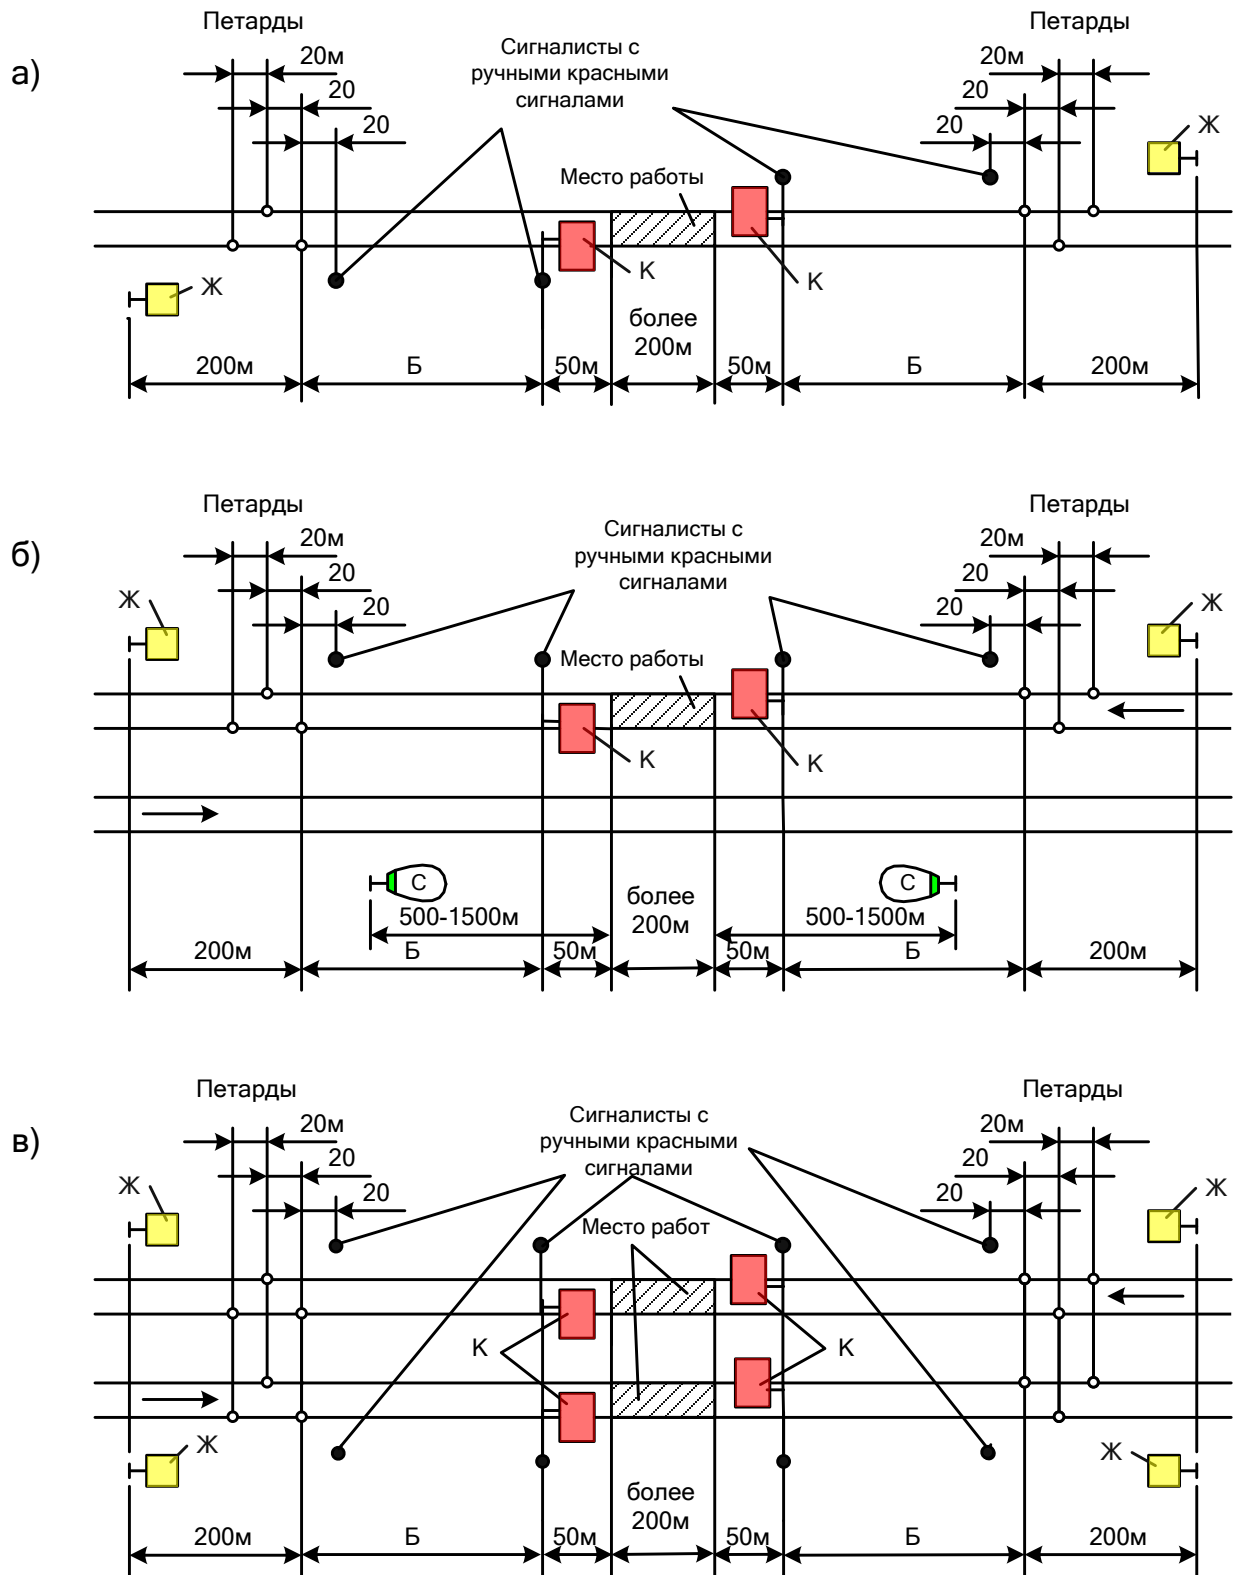 Петарды
Петарды
а)
20м
20
20
Сигналисты с
ручными красными
сигналами
20м
20
20
Ж
Место работы
К
К
Ж
более
200м
200м
Б
50м
50м
Б
200м
Петарды
Петарды
б)
20м
20
20
Сигналисты с
ручными красными
сигналами
20м
20
20
Ж
Ж
Место работы
К
К
С
С
500-1500м
более
200м
500-1500м
200м
Б
50м
50м
Б
200м
Петарды
Петарды
в)
20м
20
20
Сигналисты с
ручными красными
сигналами
20м
20
20
Ж
Ж
Место работ
К
К
Ж
Ж
более
200м
200м
Б
50м
50м
Б
200м